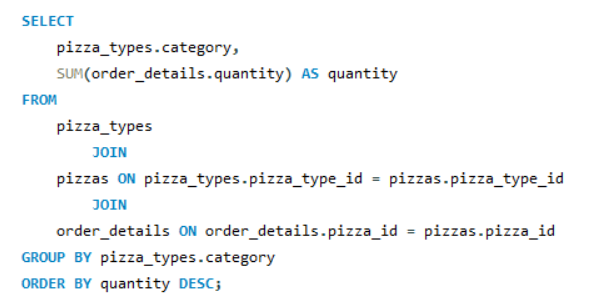 SELECT
pizza_types.category,
SUM(order_details.quantity) AS quantity
FROM
pizza_types
JOIN
pizzas ON pizza_types.pizza_type_id = pizzas.pizza_type_id
JOIN
order_details ON order_details.pizza_id = pizzas.pizza_id
GROUP BY pizza_types.category
ORDER BY quantity DESC;